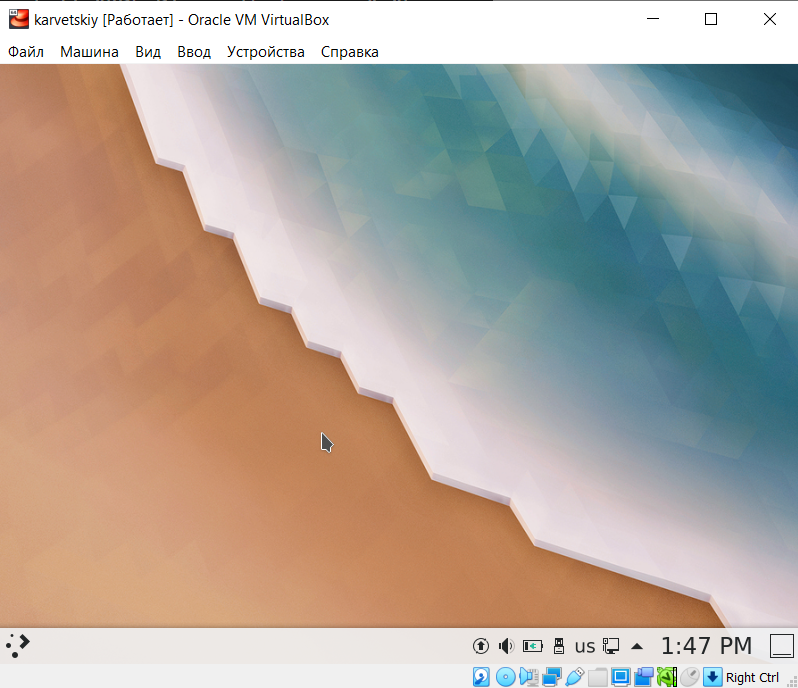 karvetskiy [Работает] - Oracle VM VirtualBox
Файл Машина Вид Ввод Устройства Справка
us 1:47 PM
Right Ctrl